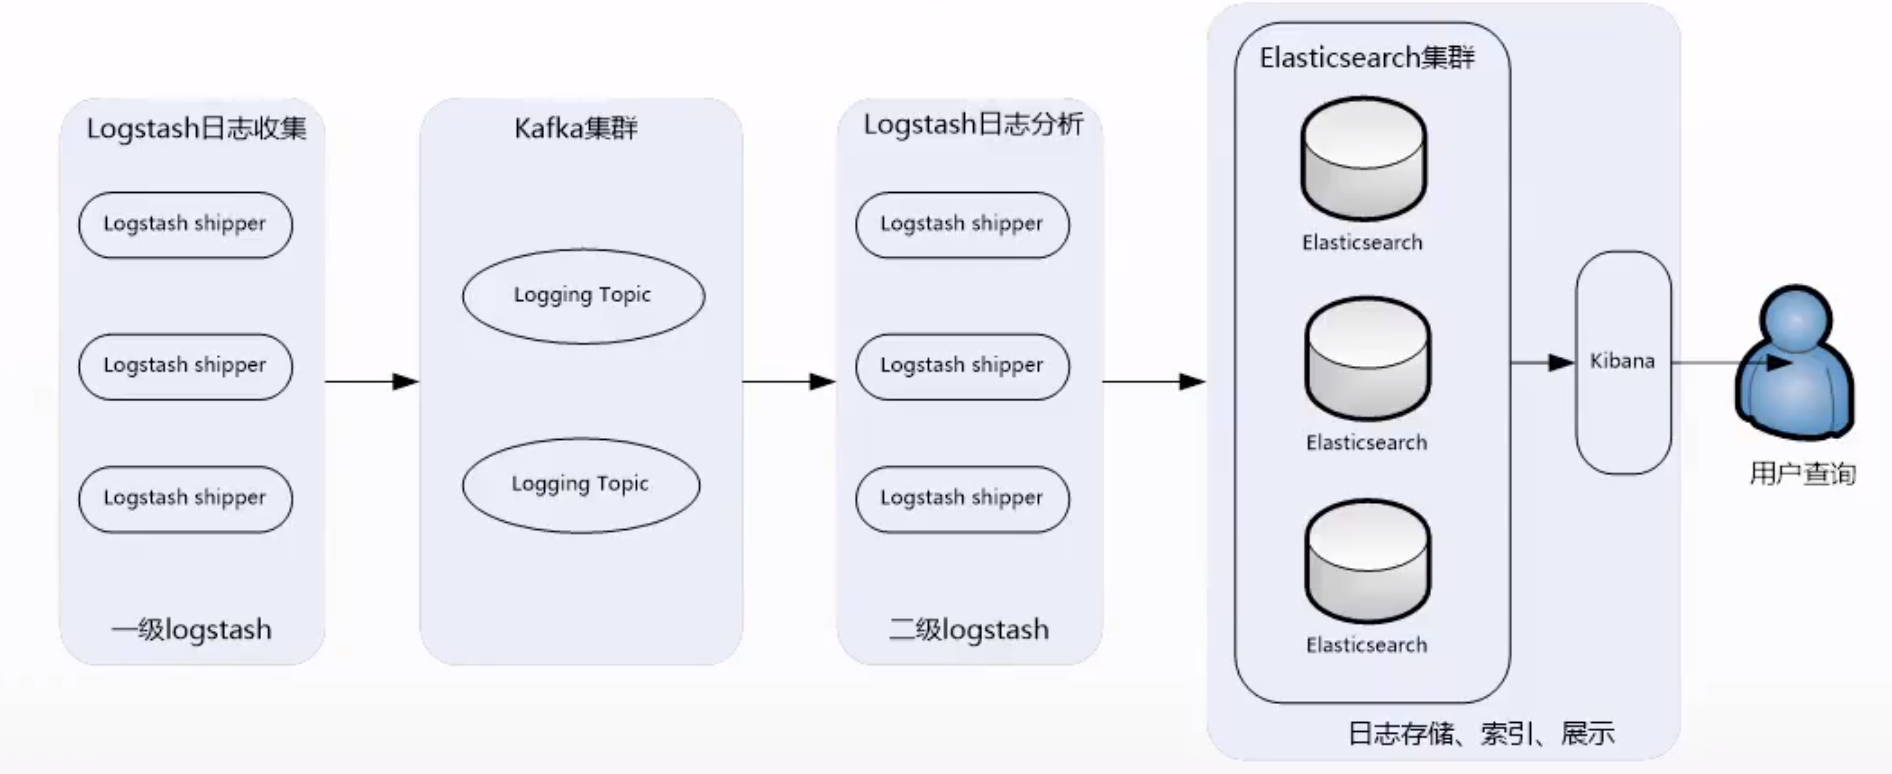 Logstash日志收集
Logstash shipper
Logstash shipper
Logstash shipper
一级logstash
Kafka集群
Logging Topic
Logging Topic
Logstash日志分析
Logstash shipper
Logstash shipper
Logstash shipper
二级logstash
Elasticsearch集群
Elasticsearch
Elasticsearch
Elasticsearch
Kibana
日志存储、索引、展示
用户查询